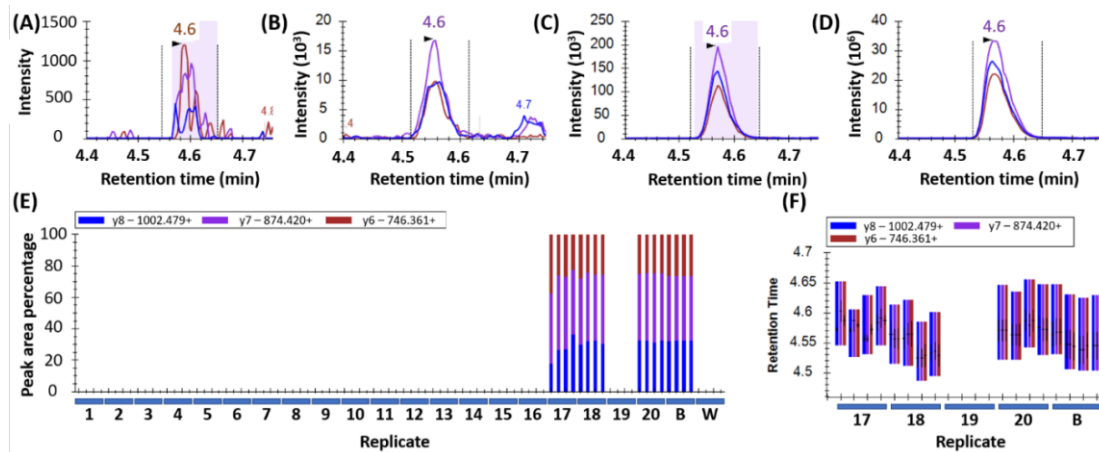 (A)
4.6
1500
1000
500
0
Intensity
4.8
4.4 4.5 4.6 4.7
Retention time (min)
(B)
4.6
20
15
10
5
0
Intensity (10³)
4
4.7
4.4 4.5 4.6 4.7
Retention time (min)
(C)
4.6
250
200
150
100
50
0
Intensity (10³)
4.4 4.5 4.6 4.7
Retention time (min)
(D)
4.6
40
30
20
10
0
Intensity (10⁶)
4.4 4.5 4.6 4.7
Retention time (min)
(E)
y8 – 1002.479+ y7 – 874.420+ y6 – 746.361+
100
80
60
40
20
0
Peak area percentage
1 2 3 4 5 6 7 8 9 10 11 12 13 14 15 16 17 18 19 20 B W
Replicate
(F)
y8 – 1002.479+ y7 – 874.420+
y6 – 746.361+
4.7
4.65
4.6
4.55
4.5
Retention Time
17 18 19 20 B
Replicate